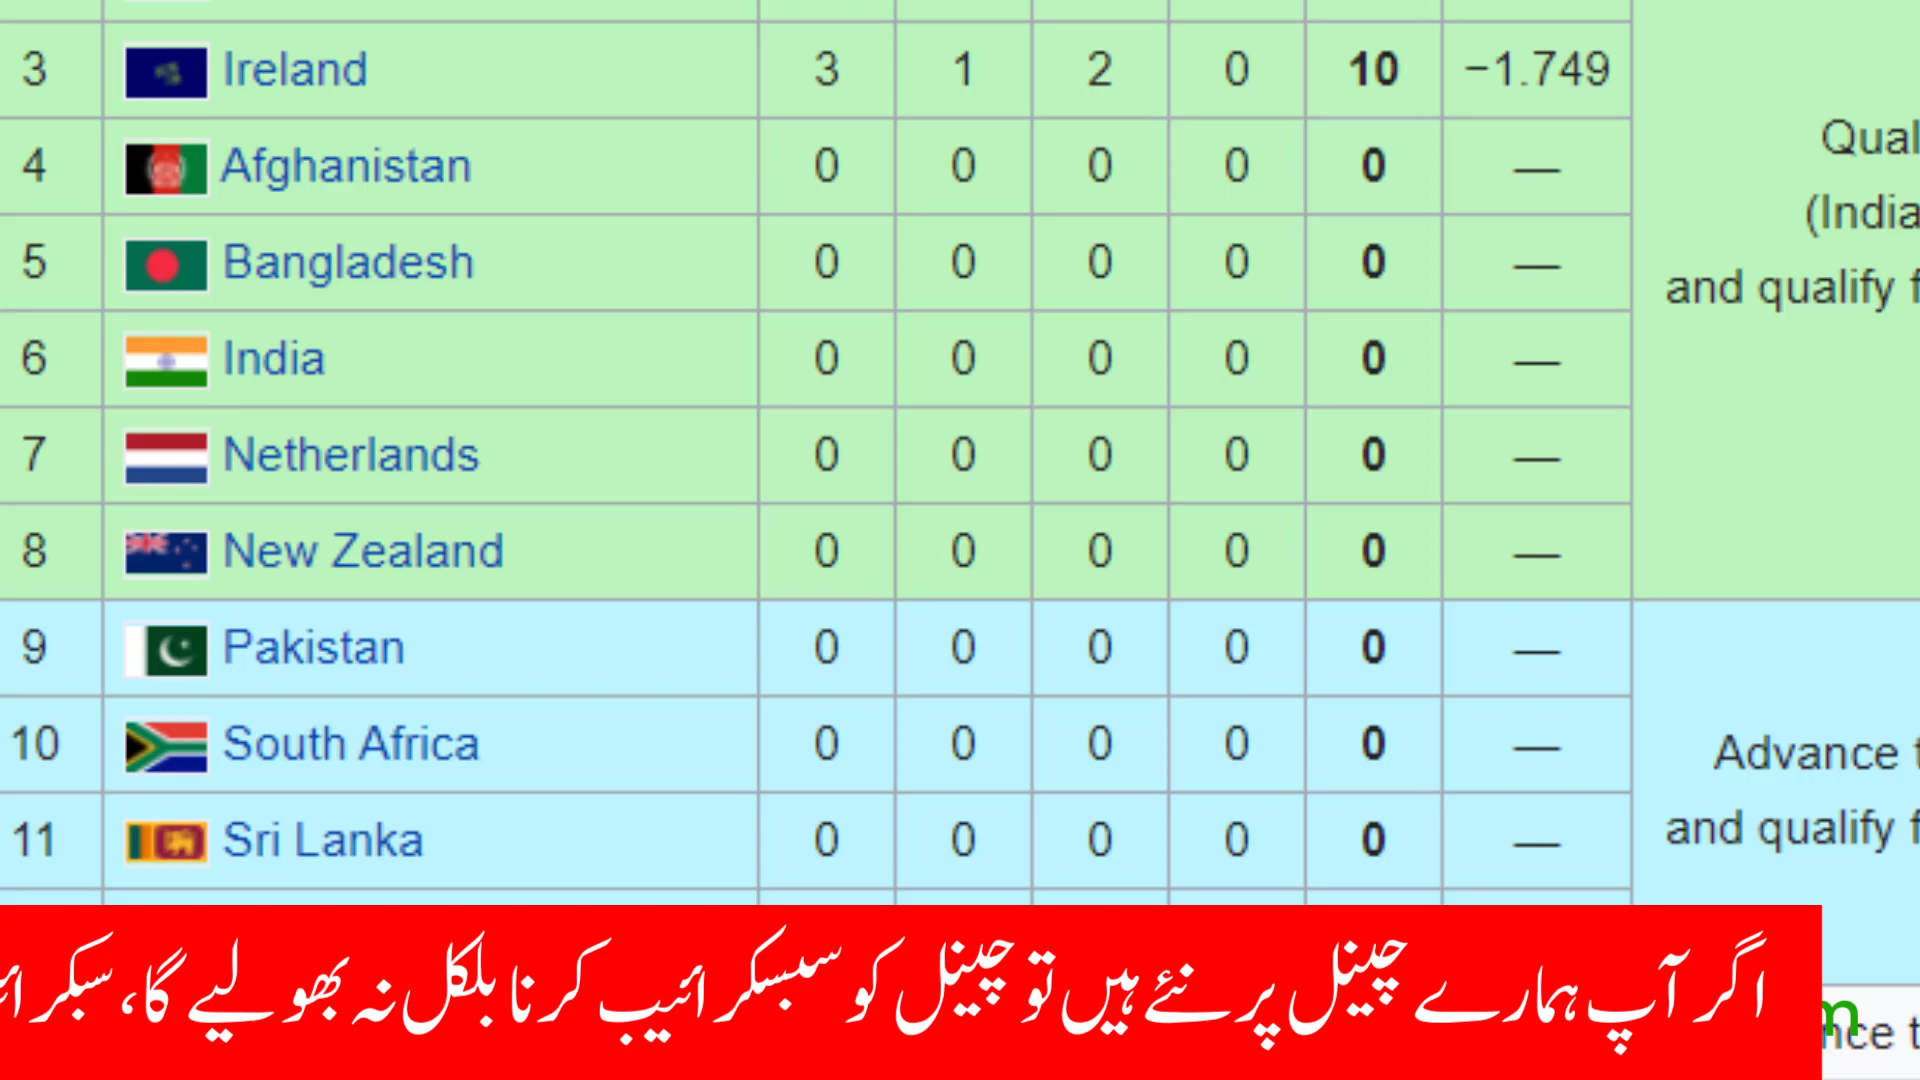 3 Ireland 3 1 2 0 10 −1.749
Qual
4 Afghanistan 0 0 0 0 0 —
(India
5 Bangladesh 0 0 0 0 0 —
and qualify f
6 India 0 0 0 0 0 —
7 Netherlands 0 0 0 0 0 —
8 New Zealand 0 0 0 0 0 —
9 Pakistan 0 0 0 0 0 —
10 South Africa 0 0 0 0 0 —
Advance t
11 Sri Lanka 0 0 0 0 0 —
and qualify f
اگر آپ ہمارے چینل پر نئے ہیں تو چینل کو سبسکرائیب کرنا بلکل نہ بھولیے گا،
nce t